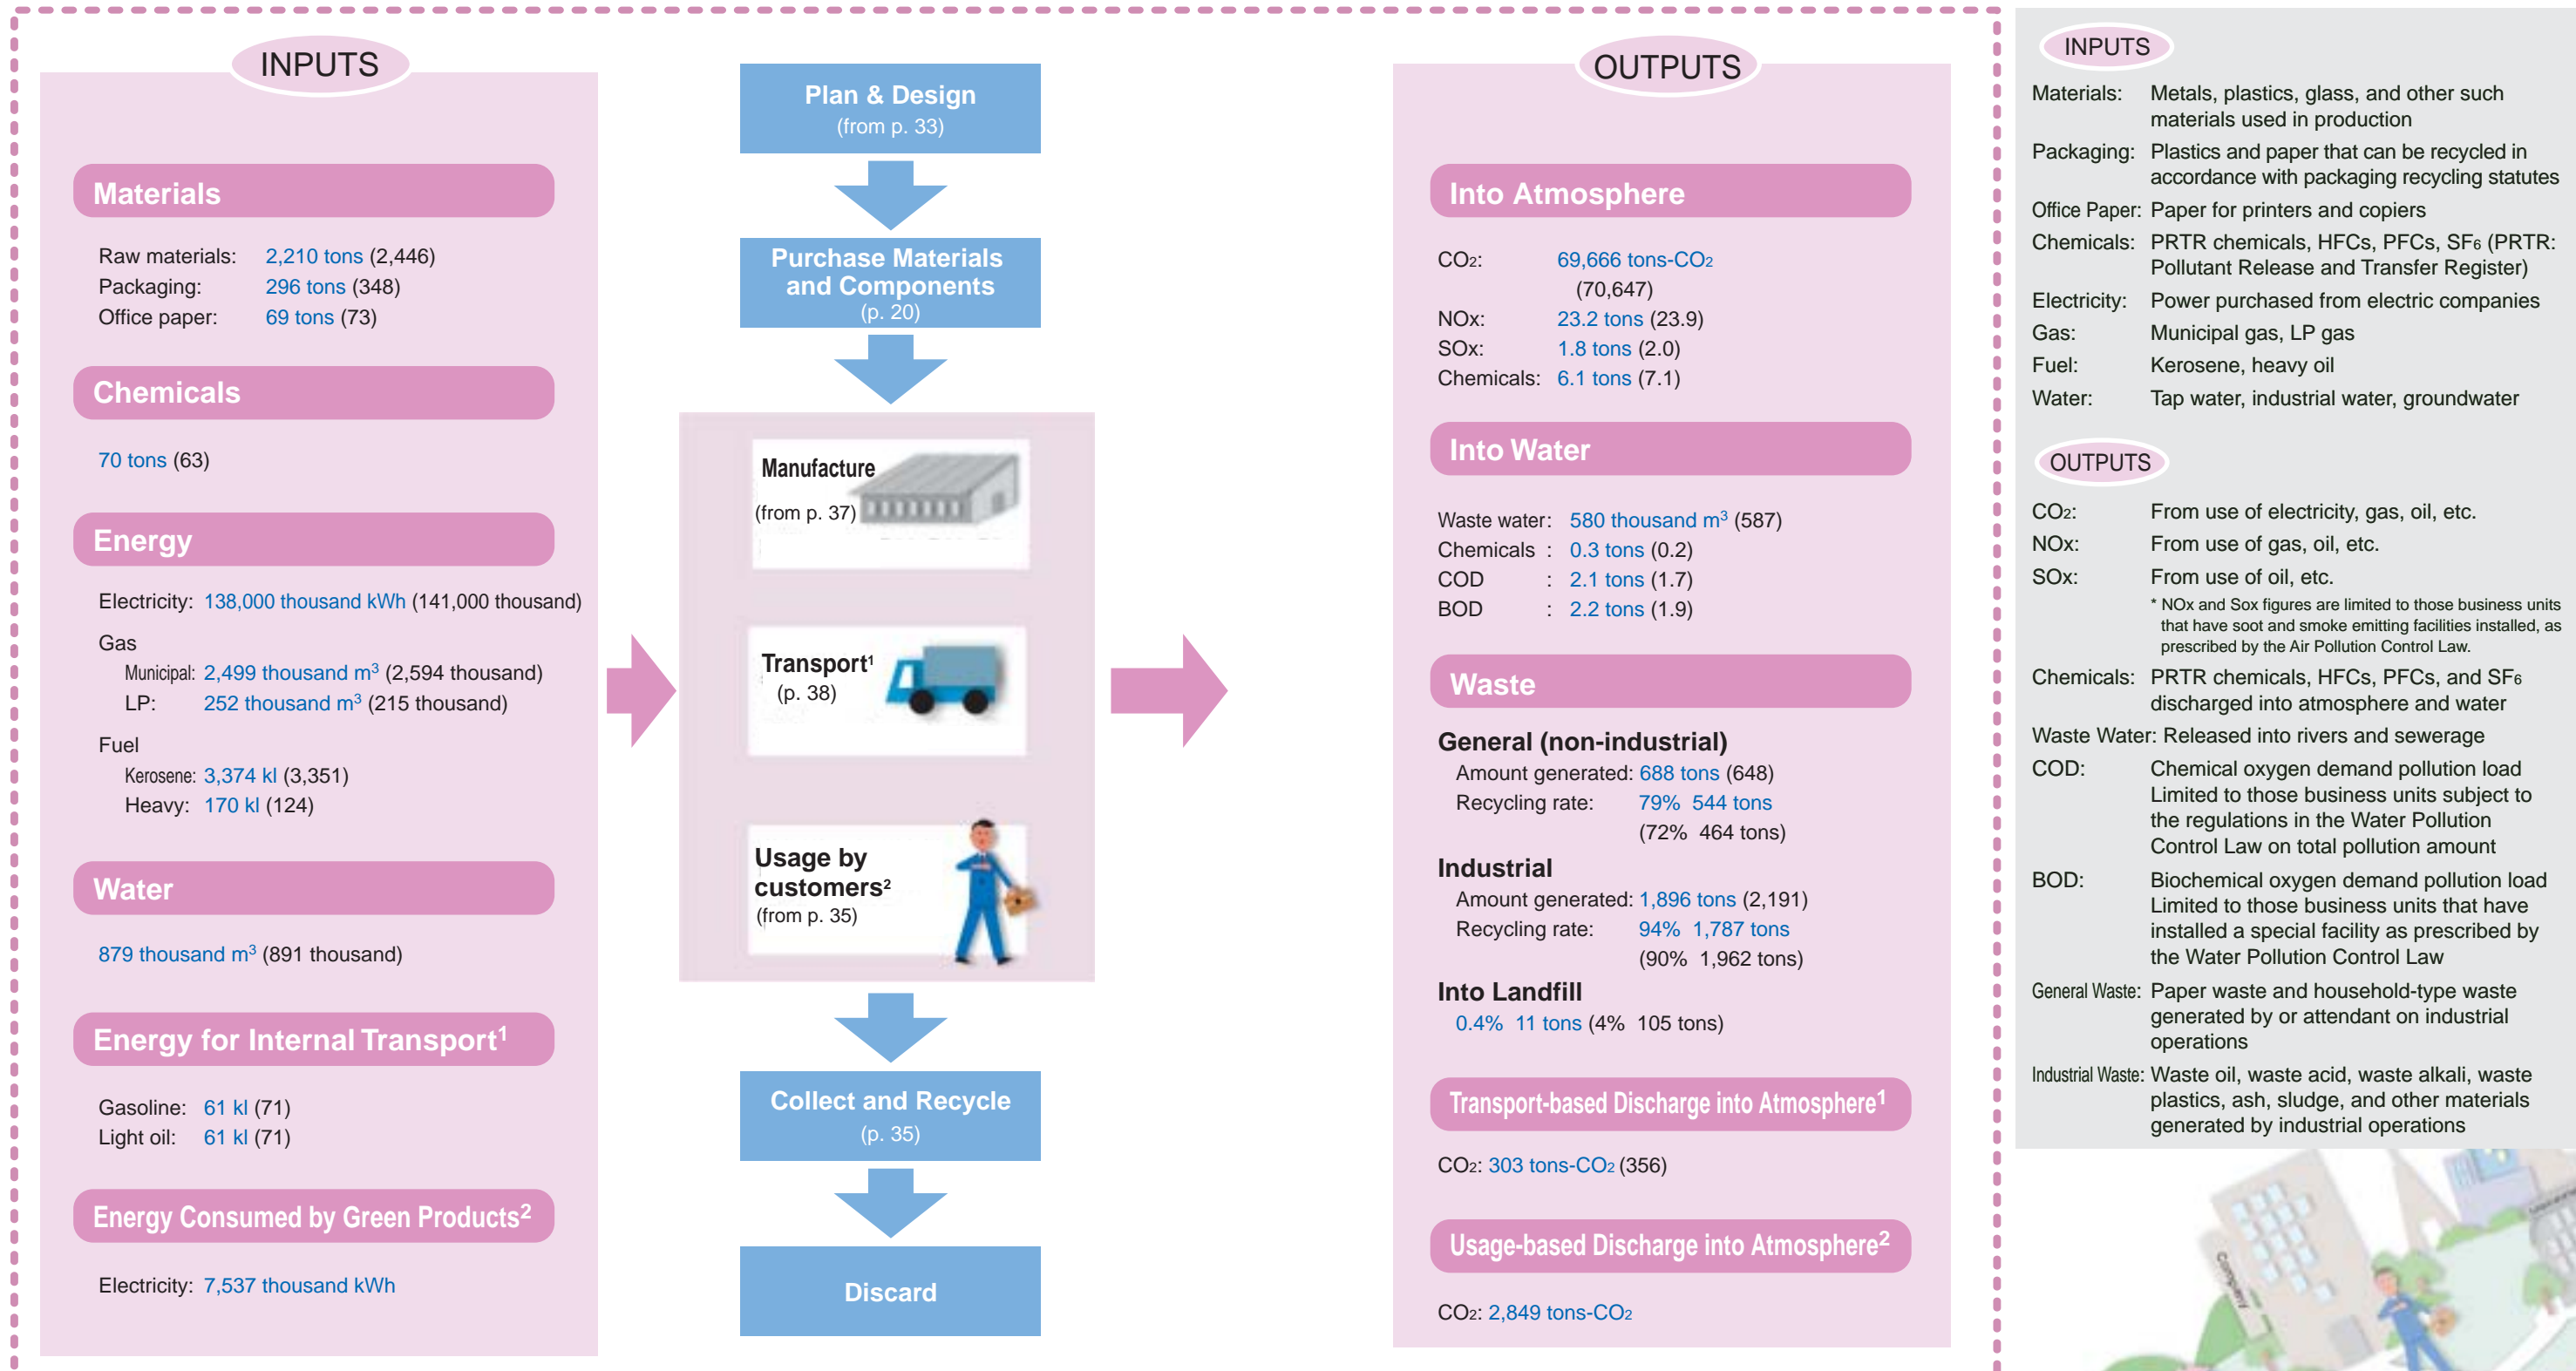 INPUTS
Materials
Raw materials: 2,210 tons (2,446)
Packaging: 296 tons (348)
Office paper: 69 tons (73)
Chemicals
70 tons (63)
Energy
Electricity: 138,000 thousand kWh (141,000 thousand)
Gas
Municipal: 2,499 thousand m³ (2,594 thousand)
LP: 252 thousand m³ (215 thousand)
Fuel
Kerosene: 3,374 kl (3,351)
Heavy: 170 kl (124)
Water
879 thousand m³ (891 thousand)
Energy for Internal Transport¹
Gasoline: 61 kl (71)
Light oil: 61 kl (71)
Energy Consumed by Green Products²
Electricity: 7,537 thousand kWh
Plan & Design
(from p. 33)
Purchase Materials
and Components
(p. 20)
Manufacture
(from p. 37)
Transport¹
(p. 38)
Usage by
customers²
(from p. 35)
Collect and Recycle
(p. 35)
Discard
OUTPUTS
Into Atmosphere
CO₂: 69,666 tons-CO₂
(70,647)
NOx: 23.2 tons (23.9)
SOx: 1.8 tons (2.0)
Chemicals: 6.1 tons (7.1)
Into Water
Waste water: 580 thousand m³ (587)
Chemicals : 0.3 tons (0.2)
COD : 2.1 tons (1.7)
BOD : 2.2 tons (1.9)
Waste
General (non-industrial)
Amount generated: 688 tons (648)
Recycling rate: 79% 544 tons
(72% 464 tons)
Industrial
Amount generated: 1,896 tons (2,191)
Recycling rate: 94% 1,787 tons
(90% 1,962 tons)
Into Landfill
0.4% 11 tons (4% 105 tons)
Transport-based Discharge into Atmosphere¹
CO₂: 303 tons-CO₂ (356)
Usage-based Discharge into Atmosphere²
CO₂: 2,849 tons-CO₂
INPUTS
Materials: Metals, plastics, glass, and other such
materials used in production
Packaging: Plastics and paper that can be recycled in
accordance with packaging recycling statutes
Office Paper: Paper for printers and copiers
Chemicals: PRTR chemicals, HFCs, PFCs, SF₆ (PRTR:
Pollutant Release and Transfer Register)
Electricity: Power purchased from electric companies
Gas: Municipal gas, LP gas
Fuel: Kerosene, heavy oil
Water: Tap water, industrial water, groundwater
OUTPUTS
CO₂: From use of electricity, gas, oil, etc.
NOx: From use of gas, oil, etc.
SOx: From use of oil, etc.
* NOx and Sox figures are limited to those business units
that have soot and smoke emitting facilities installed, as
prescribed by the Air Pollution Control Law.
Chemicals: PRTR chemicals, HFCs, PFCs, and SF₆
discharged into atmosphere and water
Waste Water: Released into rivers and sewerage
COD: Chemical oxygen demand pollution load
Limited to those business units subject to
the regulations in the Water Pollution
Control Law on total pollution amount
BOD: Biochemical oxygen demand pollution load
Limited to those business units that have
installed a special facility as prescribed by
the Water Pollution Control Law
General Waste: Paper waste and household-type waste
generated by or attendant on industrial
operations
Industrial Waste: Waste oil, waste acid, waste alkali, waste
plastics, ash, sludge, and other materials
generated by industrial operations
Company